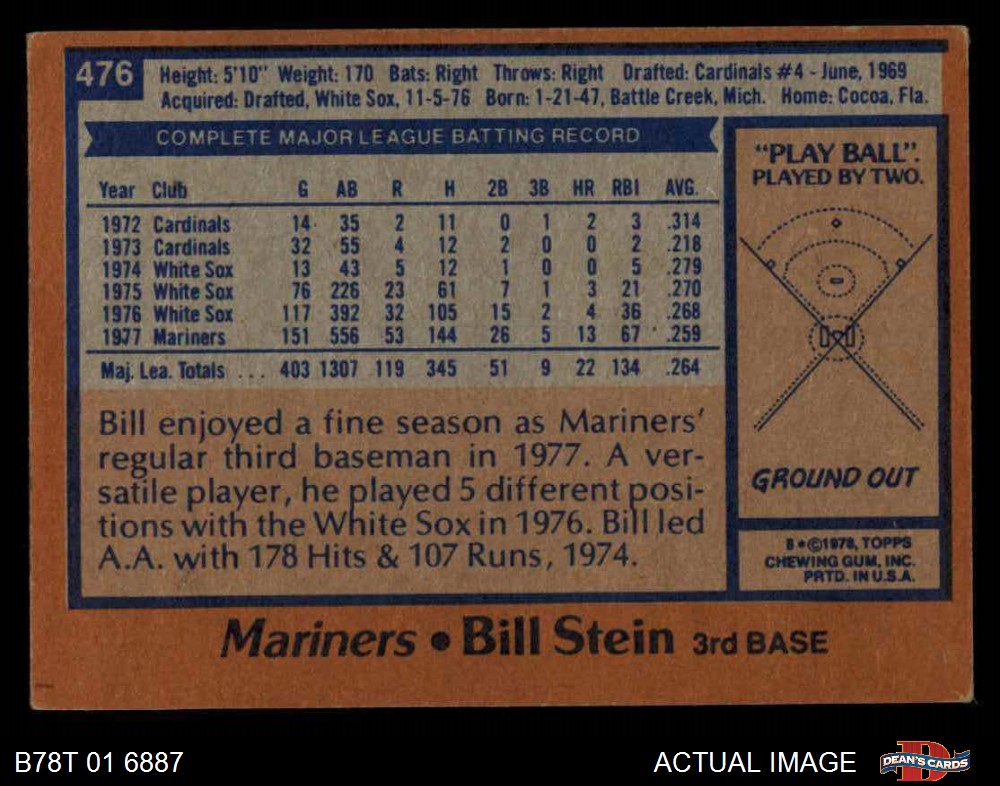 476
Height: 5'10" Weight: 170 Bats: Right Throws: Right Drafted: Cardinals #4 - June, 1969
Acquired: Drafted, White Sox, 11-5-76 Born: 1-21-47, Battle Creek, Mich. Home: Cocoa, Fla.
COMPLETE MAJOR LEAGUE BATTING RECORD
Year Club G AB R H 2B 3B HR RBI AVG.
1972 Cardinals 14 35 2 11 0 1 2 3 .314
1973 Cardinals 32 55 4 12 2 0 0 2 .218
1974 White Sox 13 43 5 12 1 0 0 5 .279
1975 White Sox 76 226 23 61 7 1 3 21 .270
1976 White Sox 117 392 32 105 15 2 4 36 .268
1977 Mariners 151 556 53 144 26 5 13 67 .259
Maj. Lea. Totals ... 403 1307 119 345 51 9 22 134 .264
Bill enjoyed a fine season as Mariners'
regular third baseman in 1977. A ver-
satile player, he played 5 different posi-
tions with the White Sox in 1976. Bill led
A.A. with 178 Hits & 107 Runs, 1974.
"PLAY BALL".
PLAYED BY TWO.
GROUND OUT
B*©1978, TOPPS
CHEWING GUM, INC.
PRTD. IN U.S.A.
Mariners • Bill Stein 3rd BASE
B78T 01 6887
ACTUAL IMAGE
D
DEAN'S CARDS